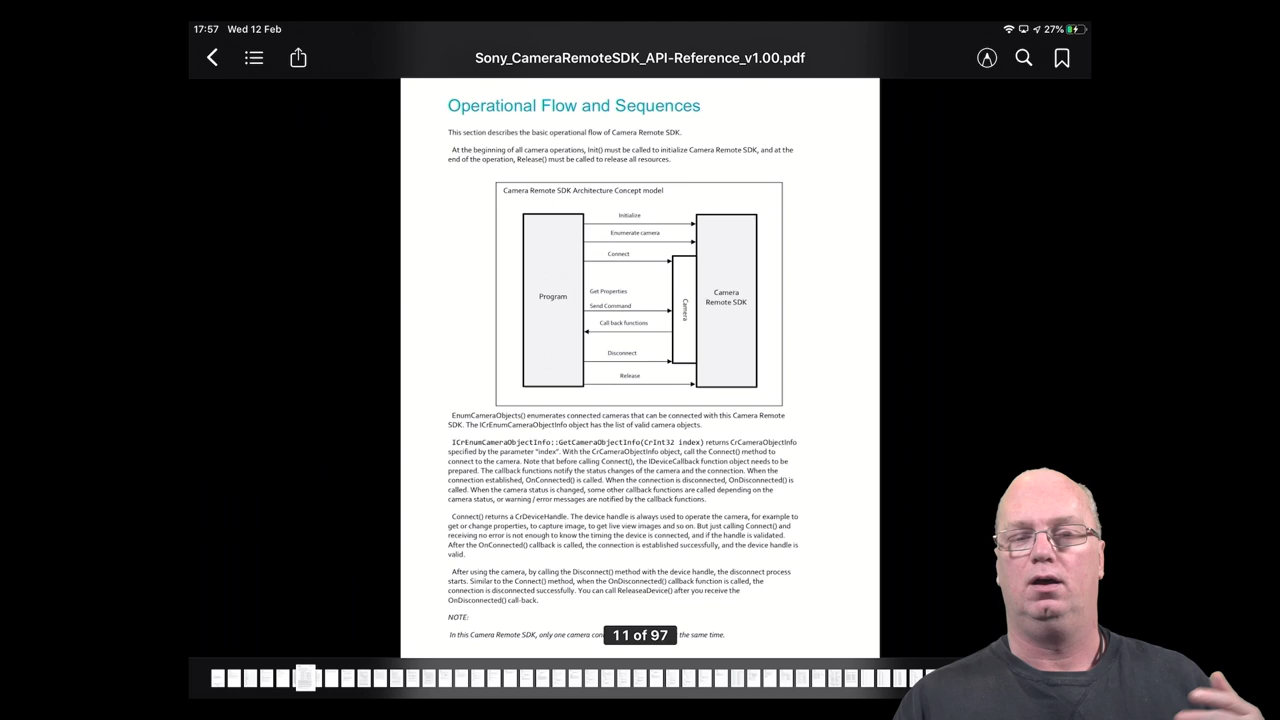 17:57 Wed 12 Feb
27%
Sony_CameraRemoteSDK_API-Reference_v1.00.pdf
Operational Flow and Sequences
This section describes the basic operational flow of Camera Remote SDK.
At the beginning of all camera operations, Init() must be called to initialize Camera Remote SDK, and at the
end of the operation, Release() must be called to release all resources.
Camera Remote SDK Architecture Concept model
Initialize
Enumerate camera
Connect
Get Properties
Program
Camera
Camera
Remote SDK
Send Command
Call back functions
Disconnect
Release
EnumCameraObjects() enumerates connected cameras that can be connected with this Camera Remote
SDK. The ICrEnumCameraObjectInfo object has the list of valid camera objects.
ICrEnumCameraObjectInfo::GetCameraObjectInfo(CrInt32 index) returns CrCameraObjectInfo
specified by the parameter "index". With the CrCameraObjectInfo object, call the Connect() method to
connect to the camera. Note that before calling Connect(), the IDeviceCallback function object needs to be
prepared. The callback functions notify the status changes of the camera and the connection. When the
connection established, OnConnected() is called. When the connection is disconnected, OnDisconnected() is
called. When the camera status is changed, some other callback functions are called depending on the
camera status, or warning / error messages are notified by the callback functions.
Connect() returns a CrDeviceHandle. The device handle is always used to operate the camera, for example to
get or change properties, to capture image, to get live view images and so on. But just calling Connect() and
receiving no error is not enough to know the timing the device is connected, and if the handle is validated.
After the OnConnected() callback is called, the connection is established successfully, and the device handle is
valid.
After using the camera, by calling the Disconnect() method with the device handle, the disconnect process
starts. Similar to the Connect() method, when the OnDisconnected() callback function is called, the
connection is disconnected successfully. You can call ReleaseaDevice() after you receive the
OnDisconnected() call-back.
NOTE:
In this Camera Remote SDK, only one camera con the same time.
11 of 97